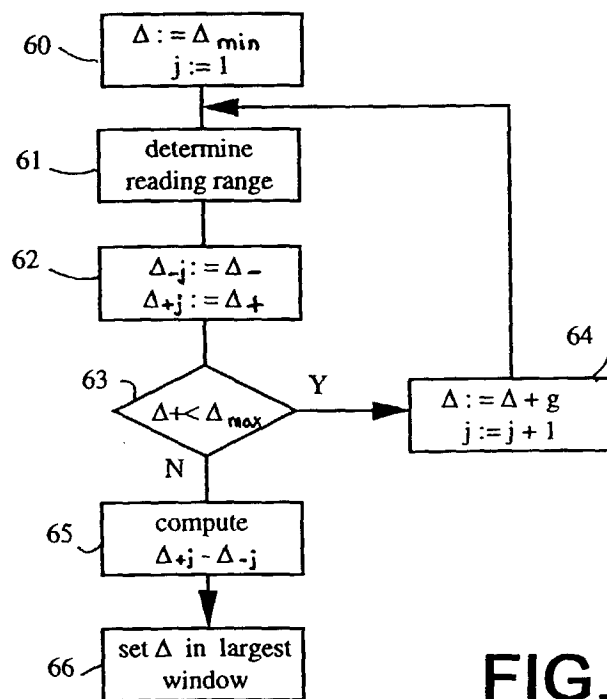 60
Δ := Δ min
j := 1
61
determine
reading range
62
Δ-j := Δ-
Δ+j := Δ+
63
Δ+< Δmax
Y
N
64
Δ := Δ + g
j := j + 1
65
compute
Δ+j - Δ-j
66
set Δ in largest
window
FIG.